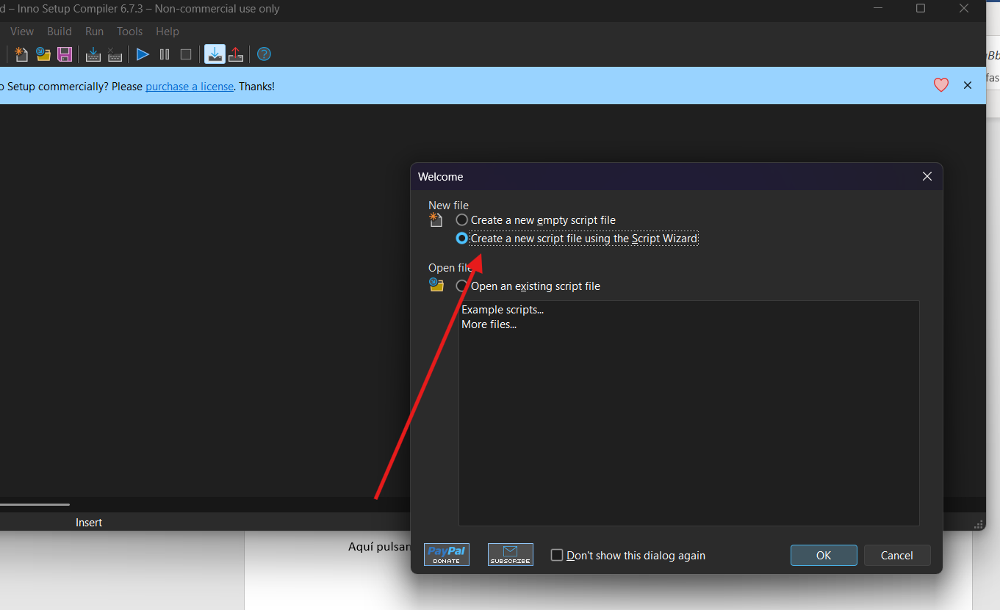 d – Inno Setup Compiler 6.7.3 – Non-commercial use only
View Build Run Tools Help
o Setup commercially? Please purchase a license. Thanks!
Welcome
New file
Create a new empty script file
Create a new script file using the Script Wizard
Open file
Open an existing script file
Example scripts...
More files...
Insert
Aquí pulsan
PayPal
DONATE
SUBSCRIBE
Don't show this dialog again
OK
Cancel